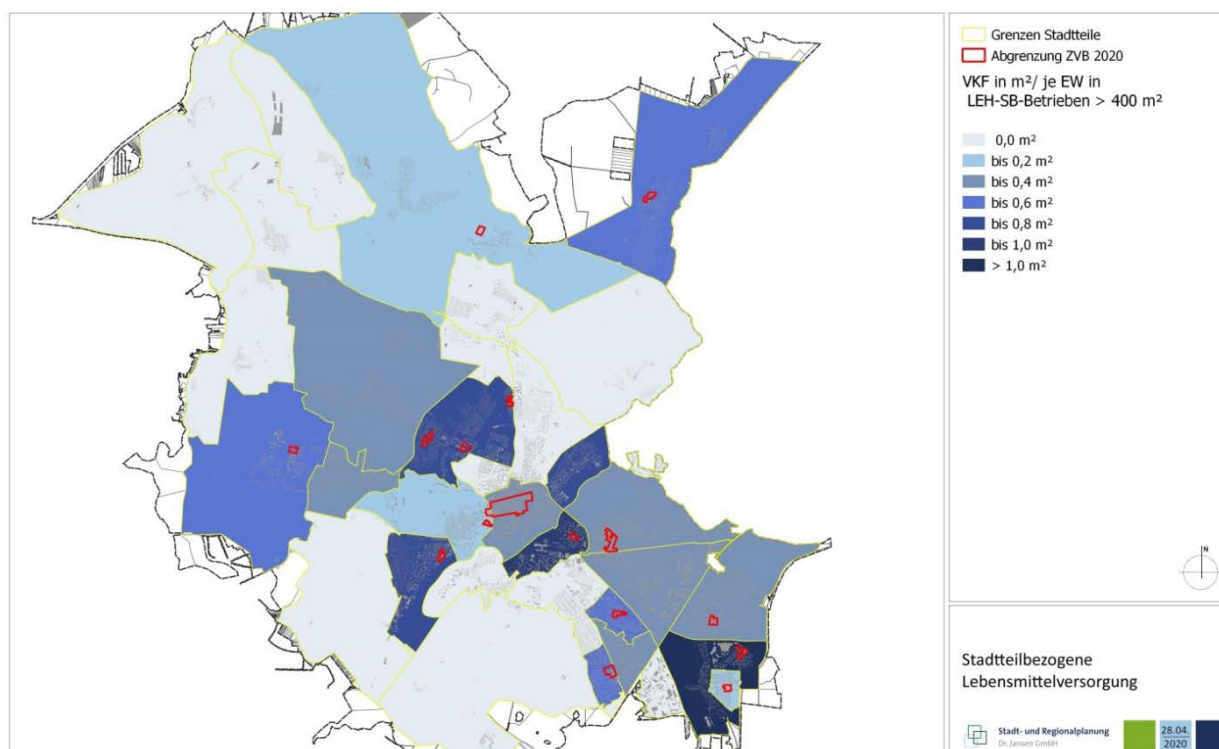 Grenzen Stadtteile
Abgrenzung ZVB 2020
VKF in m²/ je EW in
LEH-SB-Betrieben > 400 m²
0,0 m²
bis 0,2 m²
bis 0,4 m²
bis 0,6 m²
bis 0,8 m²
bis 1,0 m²
> 1,0 m²
N
Stadtteilbezogene
Lebensmittelversorgung
Stadt- und Regionalplanung
Dr. Jansen GmbH
28.04.
2020